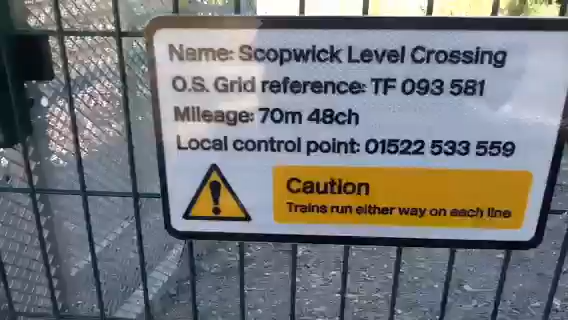 Name: Scopwick Level Crossing
O.S. Grid reference: TF 093 581
Mileage: 70m 48ch
Local control point: 01522 533 559
Caution
Trains run either way on each line